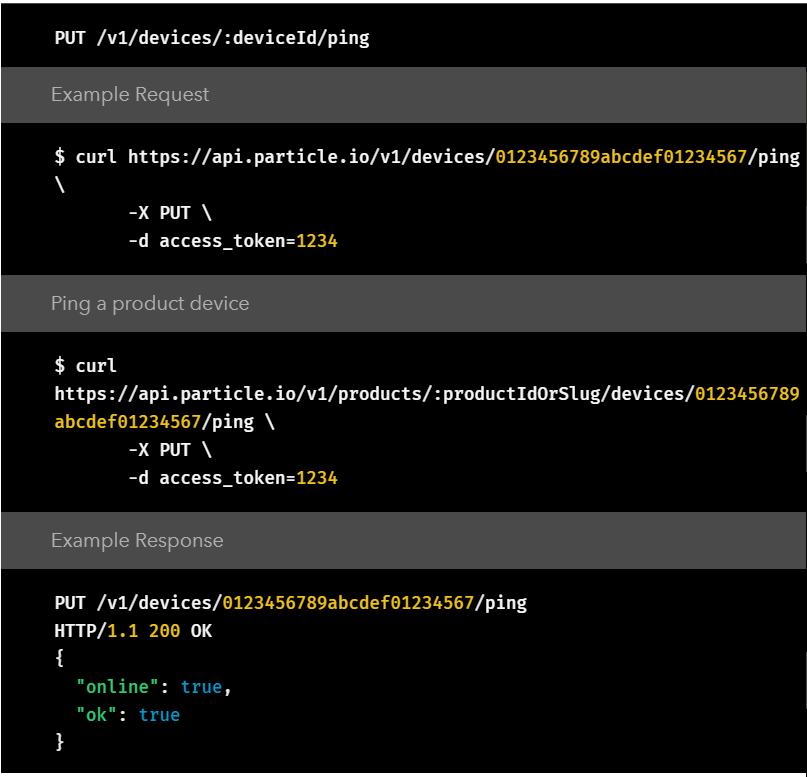 PUT /v1/devices/:deviceId/ping
Example Request
$ curl https://api.particle.io/v1/devices/0123456789abcdef01234567/ping
\
-X PUT \
-d access_token=1234
Ping a product device
$ curl
https://api.particle.io/v1/products/:productIdOrSlug/devices/0123456789
abcdef01234567/ping \
-X PUT \
-d access_token=1234
Example Response
PUT /v1/devices/0123456789abcdef01234567/ping
HTTP/1.1 200 OK
{
"online": true,
"ok": true
}